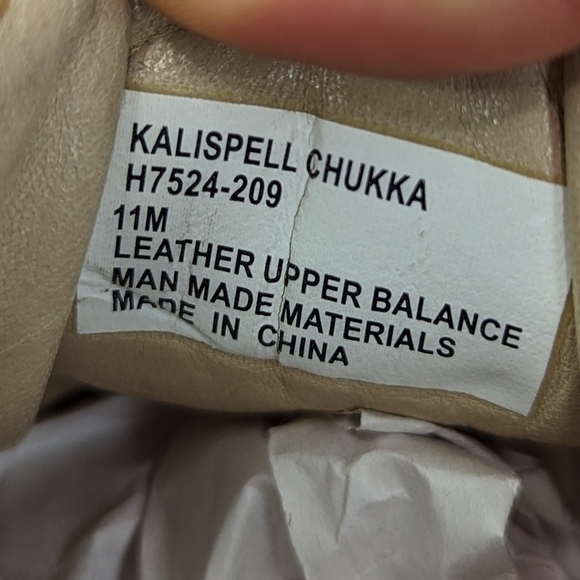 KALISPELL CHUKKA
H7524-209
11M
LEATHER UPPER BALANCE
MAN MADE MATERIALS
MADE IN CHINA